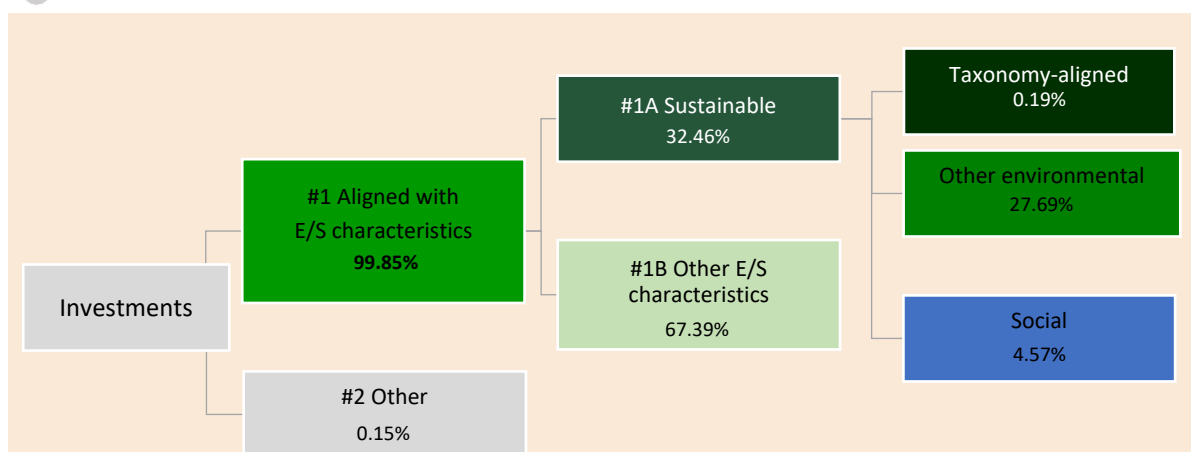 Investments
#1 Aligned with
E/S characteristics
99.85%
#2 Other
0.15%
#1A Sustainable
32.46%
#1B Other E/S
characteristics
67.39%
Taxonomy-aligned
0.19%
Other environmental
27.69%
Social
4.57%